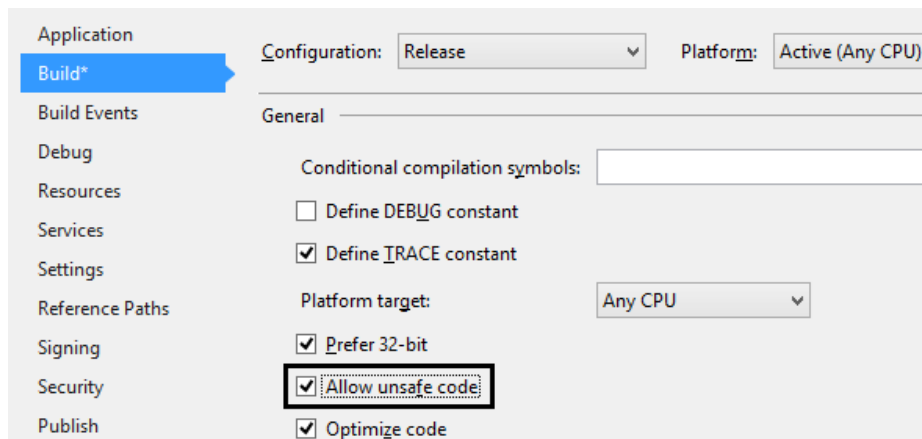 Application
Build*
Build Events
Debug
Resources
Services
Settings
Reference Paths
Signing
Security
Publish
Configuration: Release Platform: Active (Any CPU)
General
Conditional compilation symbols:
Define DEBUG constant
Define TRACE constant
Platform target: Any CPU
Prefer 32-bit
Allow unsafe code
Optimize code